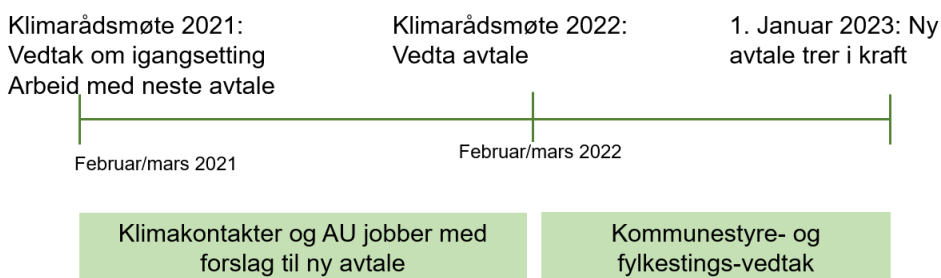 Klimarådsmøte 2021:
Vedtak om igangsetting
Arbeid med neste avtale
Klimarådsmøte 2022:
Vedta avtale
1. Januar 2023: Ny
avtale trer i kraft
Februar/mars 2021
Februar/mars 2022
Klimakontakter og AU jobber med
forslag til ny avtale
Kommunestyre- og
fylkestings-vedtak